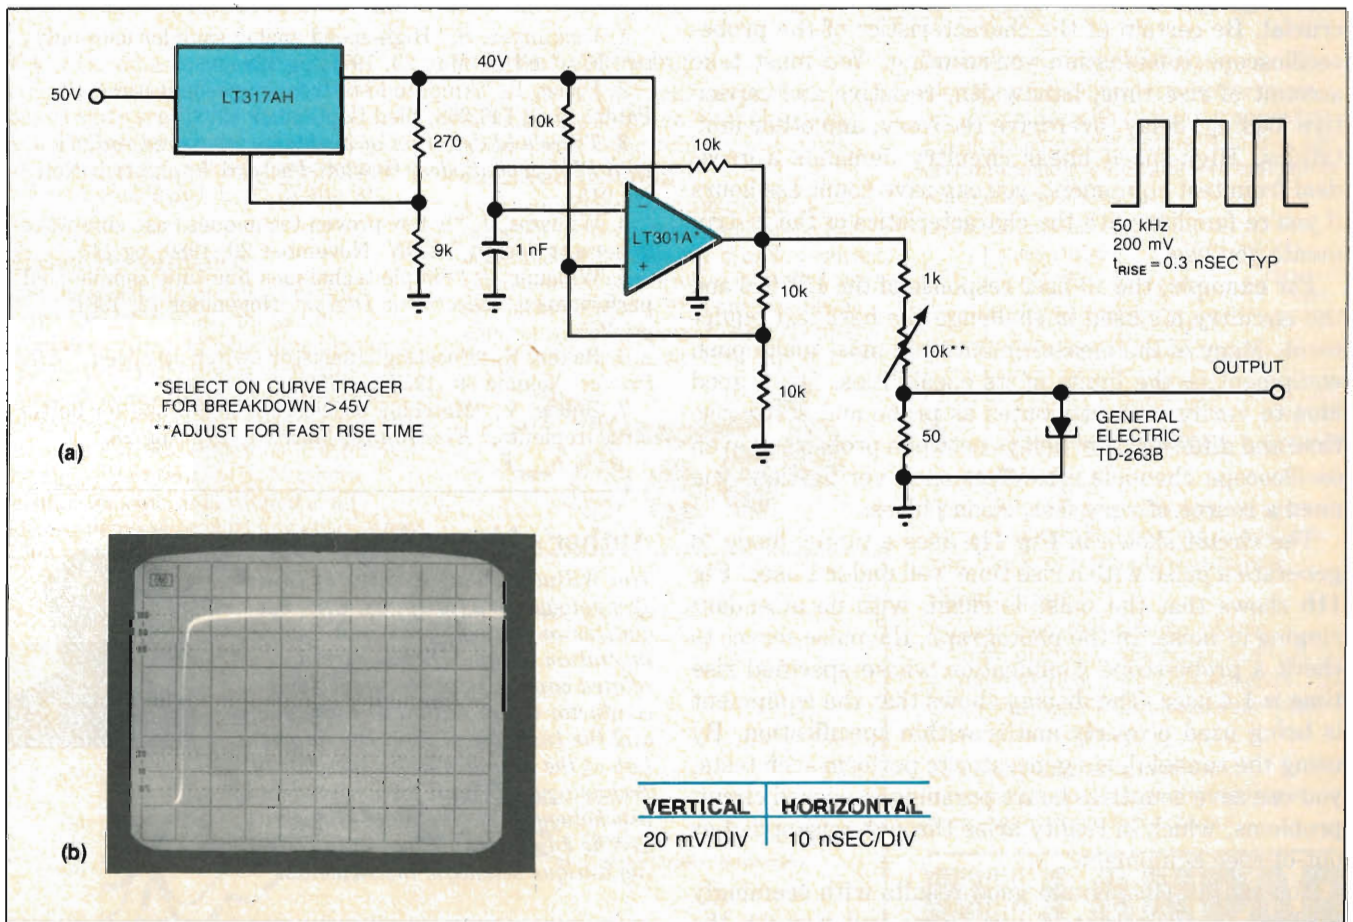 50V
LT317AH
40V
270
9k
10k
10k
1 nF
−
LT301A*
+
10k
10k
1k
10k**
50
50 kHz
200 mV
tRISE = 0.3 nSEC TYP
OUTPUT
GENERAL
ELECTRIC
TD-263B
*SELECT ON CURVE TRACER
FOR BREAKDOWN >45V
**ADJUST FOR FAST RISE TIME
(a)
(b)
VERTICAL HORIZONTAL
20 mV/DIV 10 nSEC/DIV